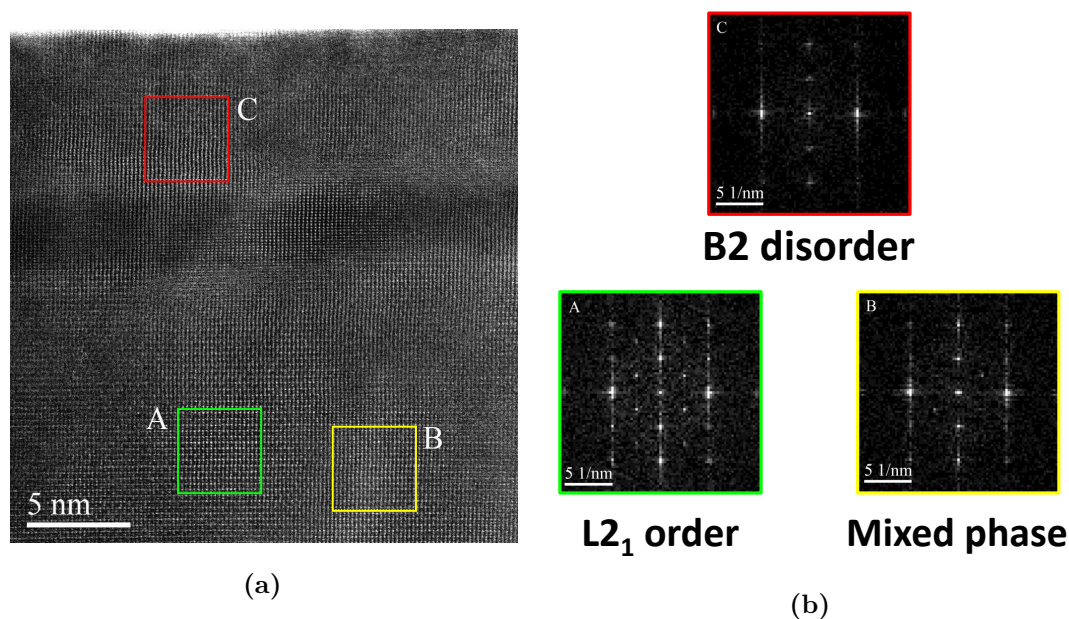 C
A
B
5 nm
(a)
C
5 1/nm
B2 disorder
A
5 1/nm
L2₁ order
B
5 1/nm
Mixed phase
(b)